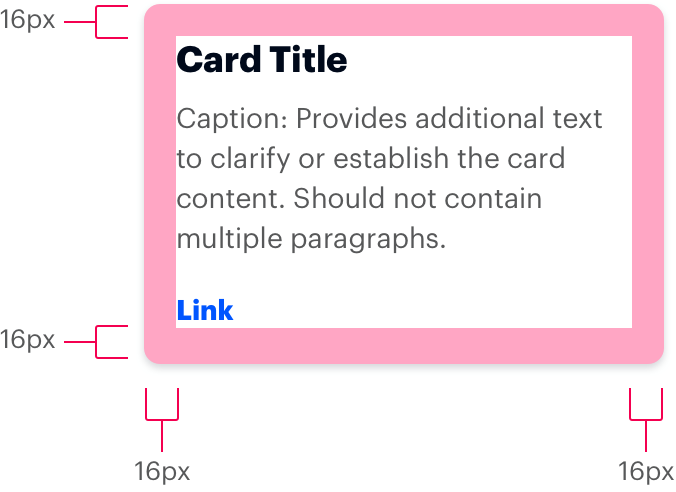 16px
Card Title
Caption: Provides additional text
to clarify or establish the card
content. Should not contain
multiple paragraphs.
Link
16px
16px
16px